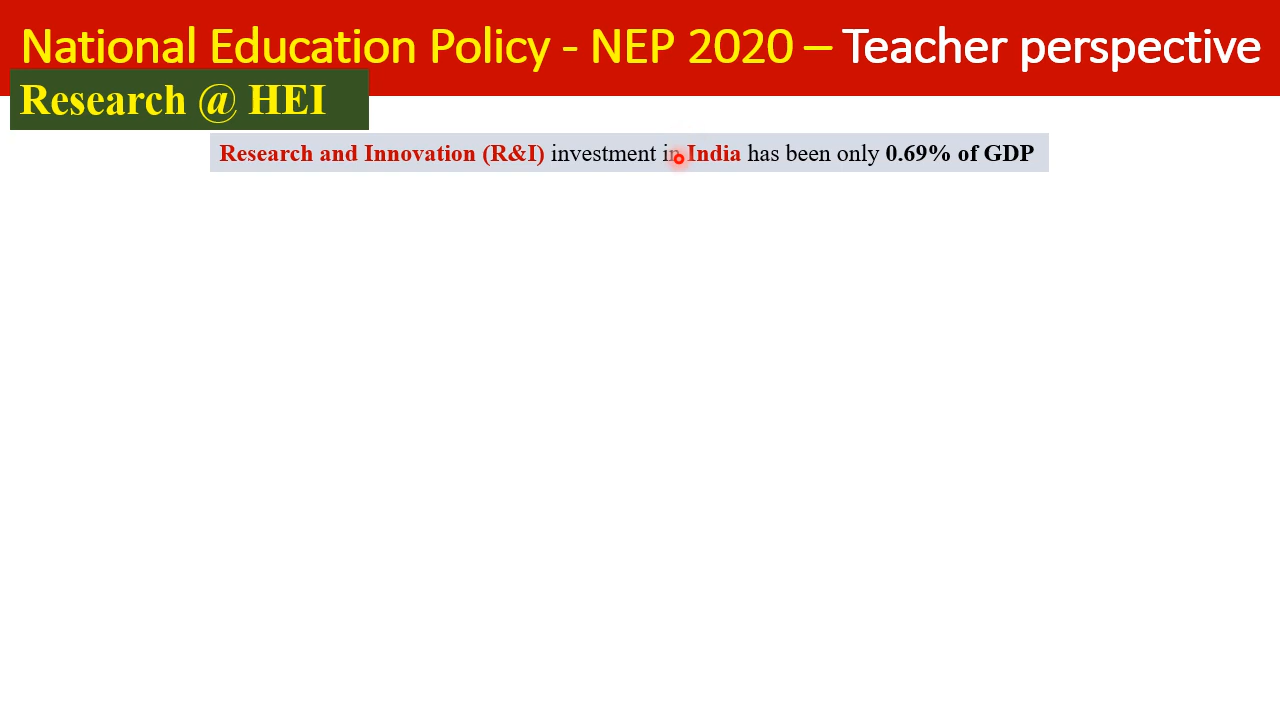 National Education Policy - NEP 2020 – Teacher perspective
Research @ HEI
Research and Innovation (R&I) investment in India has been only 0.69% of GDP